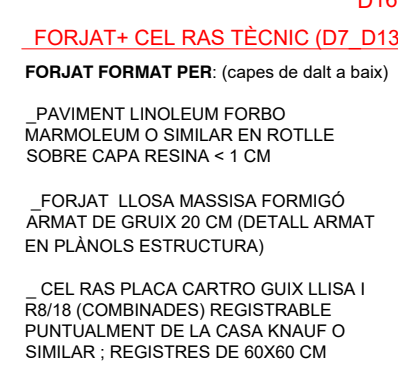 D16
FORJAT+ CEL RAS TÈCNIC (D7_D13
FORJAT FORMAT PER: (capes de dalt a baix)
_PAVIMENT LINOLEUM FORBO
MARMOLEUM O SIMILAR EN ROTLLE
SOBRE CAPA RESINA < 1 CM
_FORJAT LLOSA MASSISA FORMIGÓ
ARMAT DE GRUIX 20 CM (DETALL ARMAT
EN PLÀNOLS ESTRUCTURA)
_ CEL RAS PLACA CARTRO GUIX LLISA I
R8/18 (COMBINADES) REGISTRABLE
PUNTUALMENT DE LA CASA KNAUF O
SIMILAR ; REGISTRES DE 60X60 CM